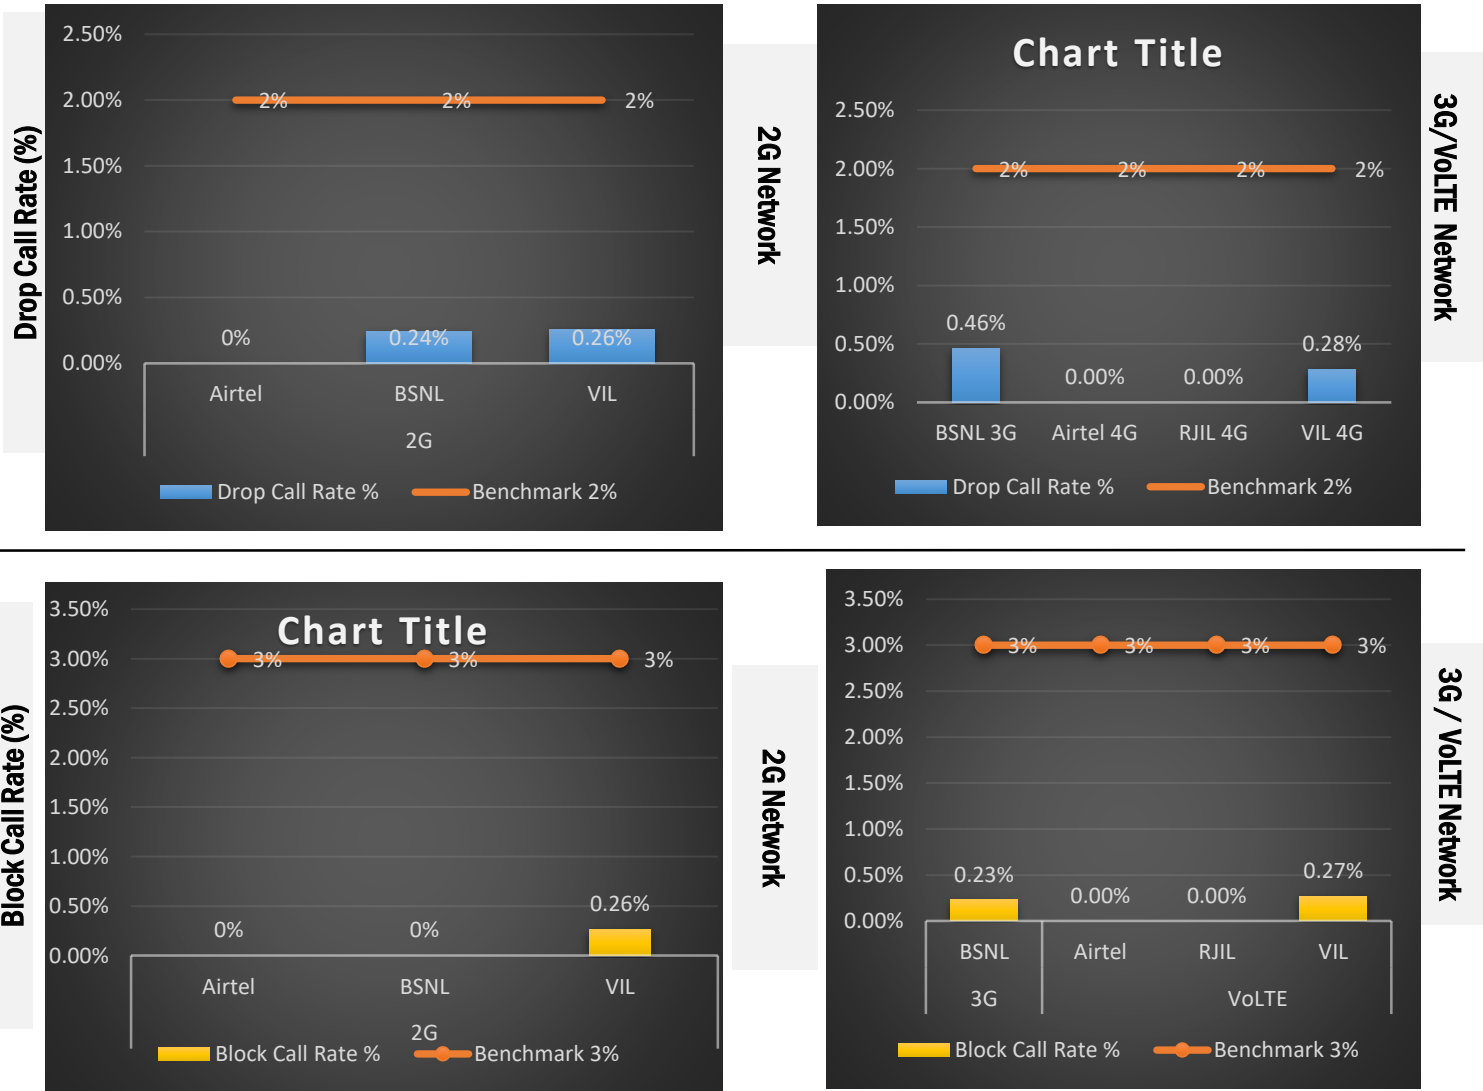 Drop Call Rate (%)
2.50%
2.00%
1.50%
1.00%
0.50%
0.00%
2%
2%
2%
0%
0.24%
0.26%
Airtel
BSNL
VIL
2G
Drop Call Rate %
Benchmark 2%
2G Network
Chart Title
2.50%
2.00%
1.50%
1.00%
0.50%
0.00%
2%
2%
2%
2%
0.46%
0.00%
0.00%
0.28%
BSNL 3G
Airtel 4G
RJIL 4G
VIL 4G
Drop Call Rate %
Benchmark 2%
3G/VoLTE Network
Block Call Rate (%)
Chart Title
3.50%
3.00%
2.50%
2.00%
1.50%
1.00%
0.50%
0.00%
3%
3%
3%
0%
0%
0.26%
Airtel
BSNL
VIL
2G
Block Call Rate %
Benchmark 3%
2G Network
3.50%
3.00%
2.50%
2.00%
1.50%
1.00%
0.50%
0.00%
3%
3%
3%
3%
0.23%
0.00%
0.00%
0.27%
BSNL
Airtel
RJIL
VIL
3G
VoLTE
Block Call Rate %
Benchmark 3%
3G / VoLTE Network